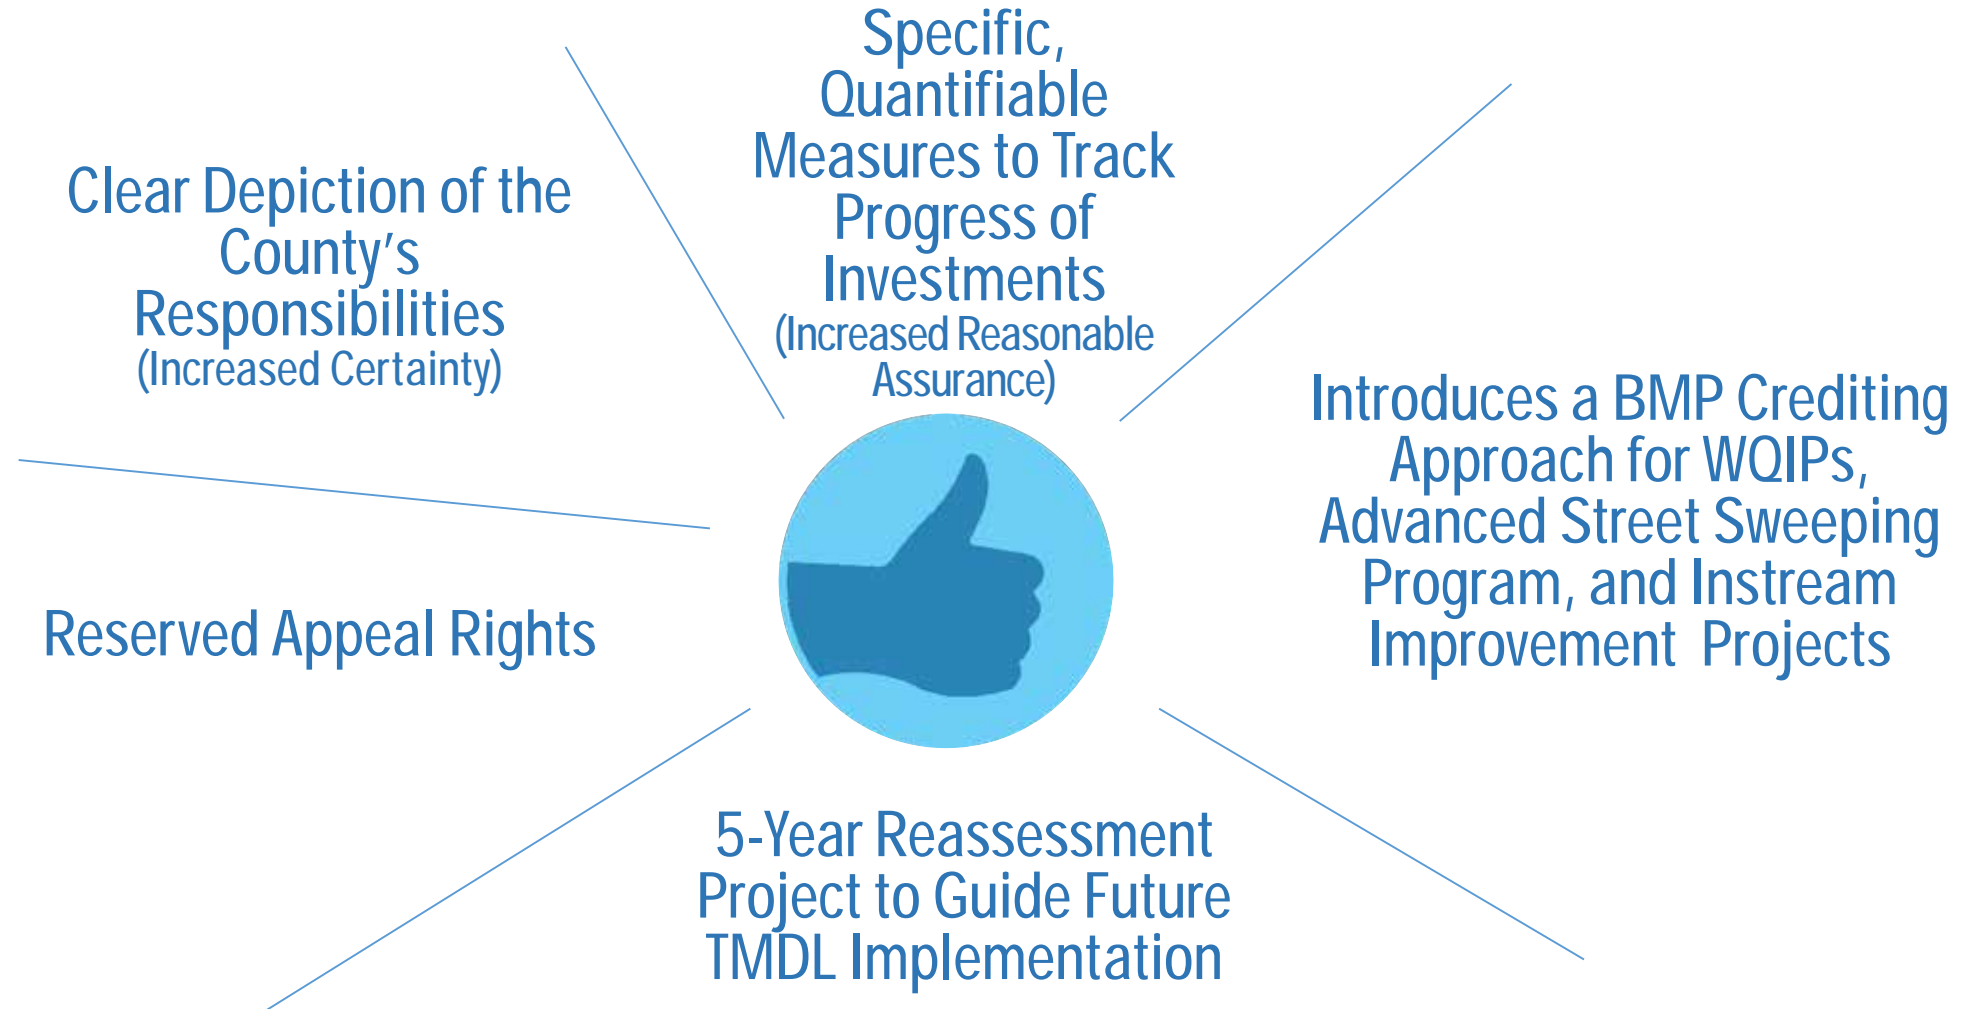 Specific,
Quantifiable
Measures to Track
Progress of
Investments
(Increased Reasonable
Assurance)
Clear Depiction of the
County’s
Responsibilities
(Increased Certainty)
Introduces a BMP Crediting
Approach for WQIPs,
Advanced Street Sweeping
Program, and Instream
Improvement  Projects
Reserved Appeal Rights
5-Year Reassessment
Project to Guide Future
TMDL Implementation